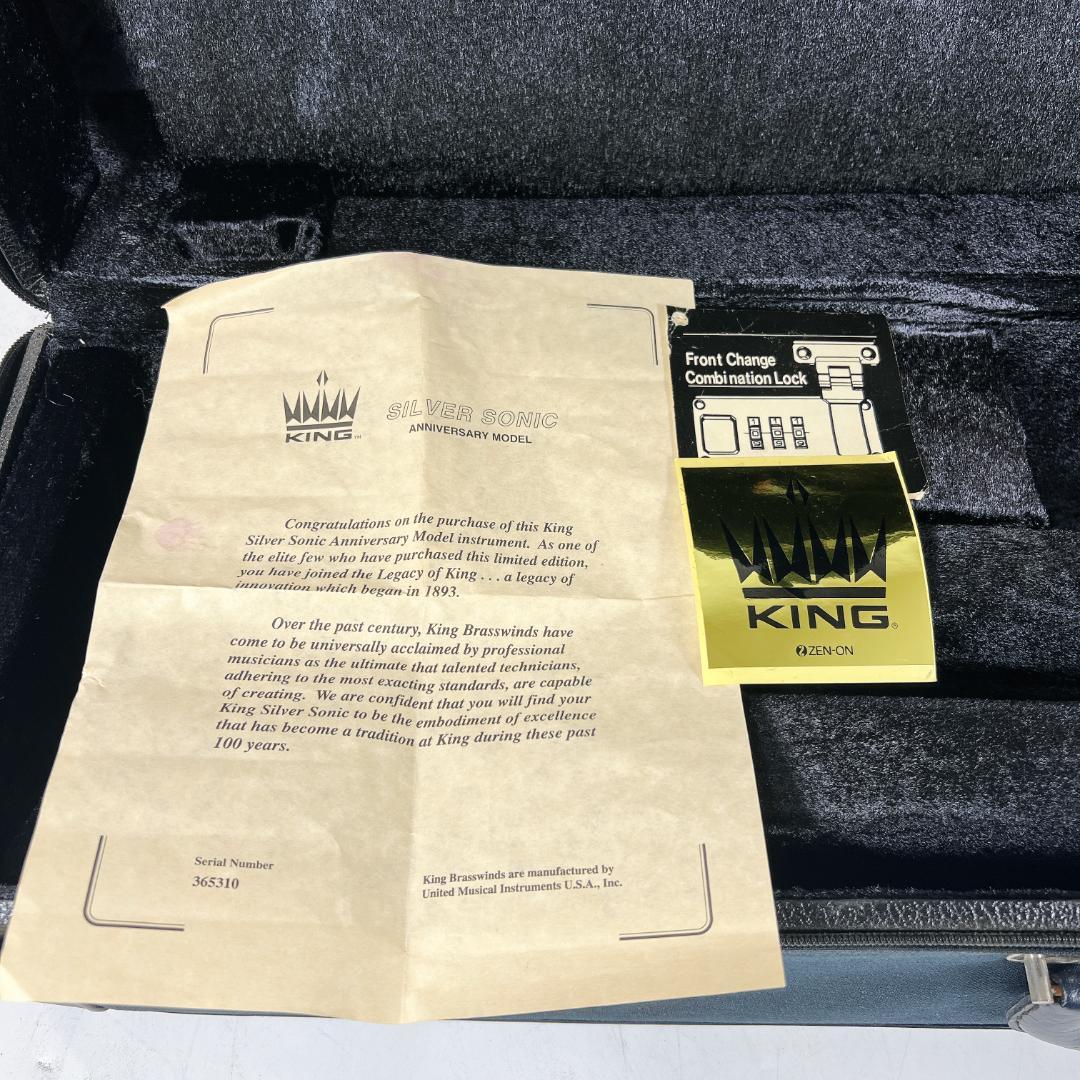 KING™
SILVER SONIC
ANNIVERSARY MODEL
Congratulations on the purchase of this King
Silver Sonic Anniversary Model instrument. As one of
the elite few who have purchased this limited edition,
you have joined the Legacy of King . . . a legacy of
innovation which began in 1893.
Over the past century, King Brasswinds have
come to be universally acclaimed by professional
musicians as the ultimate that talented technicians,
adhering to the most exacting standards, are capable
of creating. We are confident that you will find your
King Silver Sonic to be the embodiment of excellence
that has become a tradition at King during these past
100 years.
Serial Number
365310
King Brasswinds are manufactured by
United Musical Instruments U.S.A., Inc.
Front Change
Combination Lock
KING®
ZEN-ON